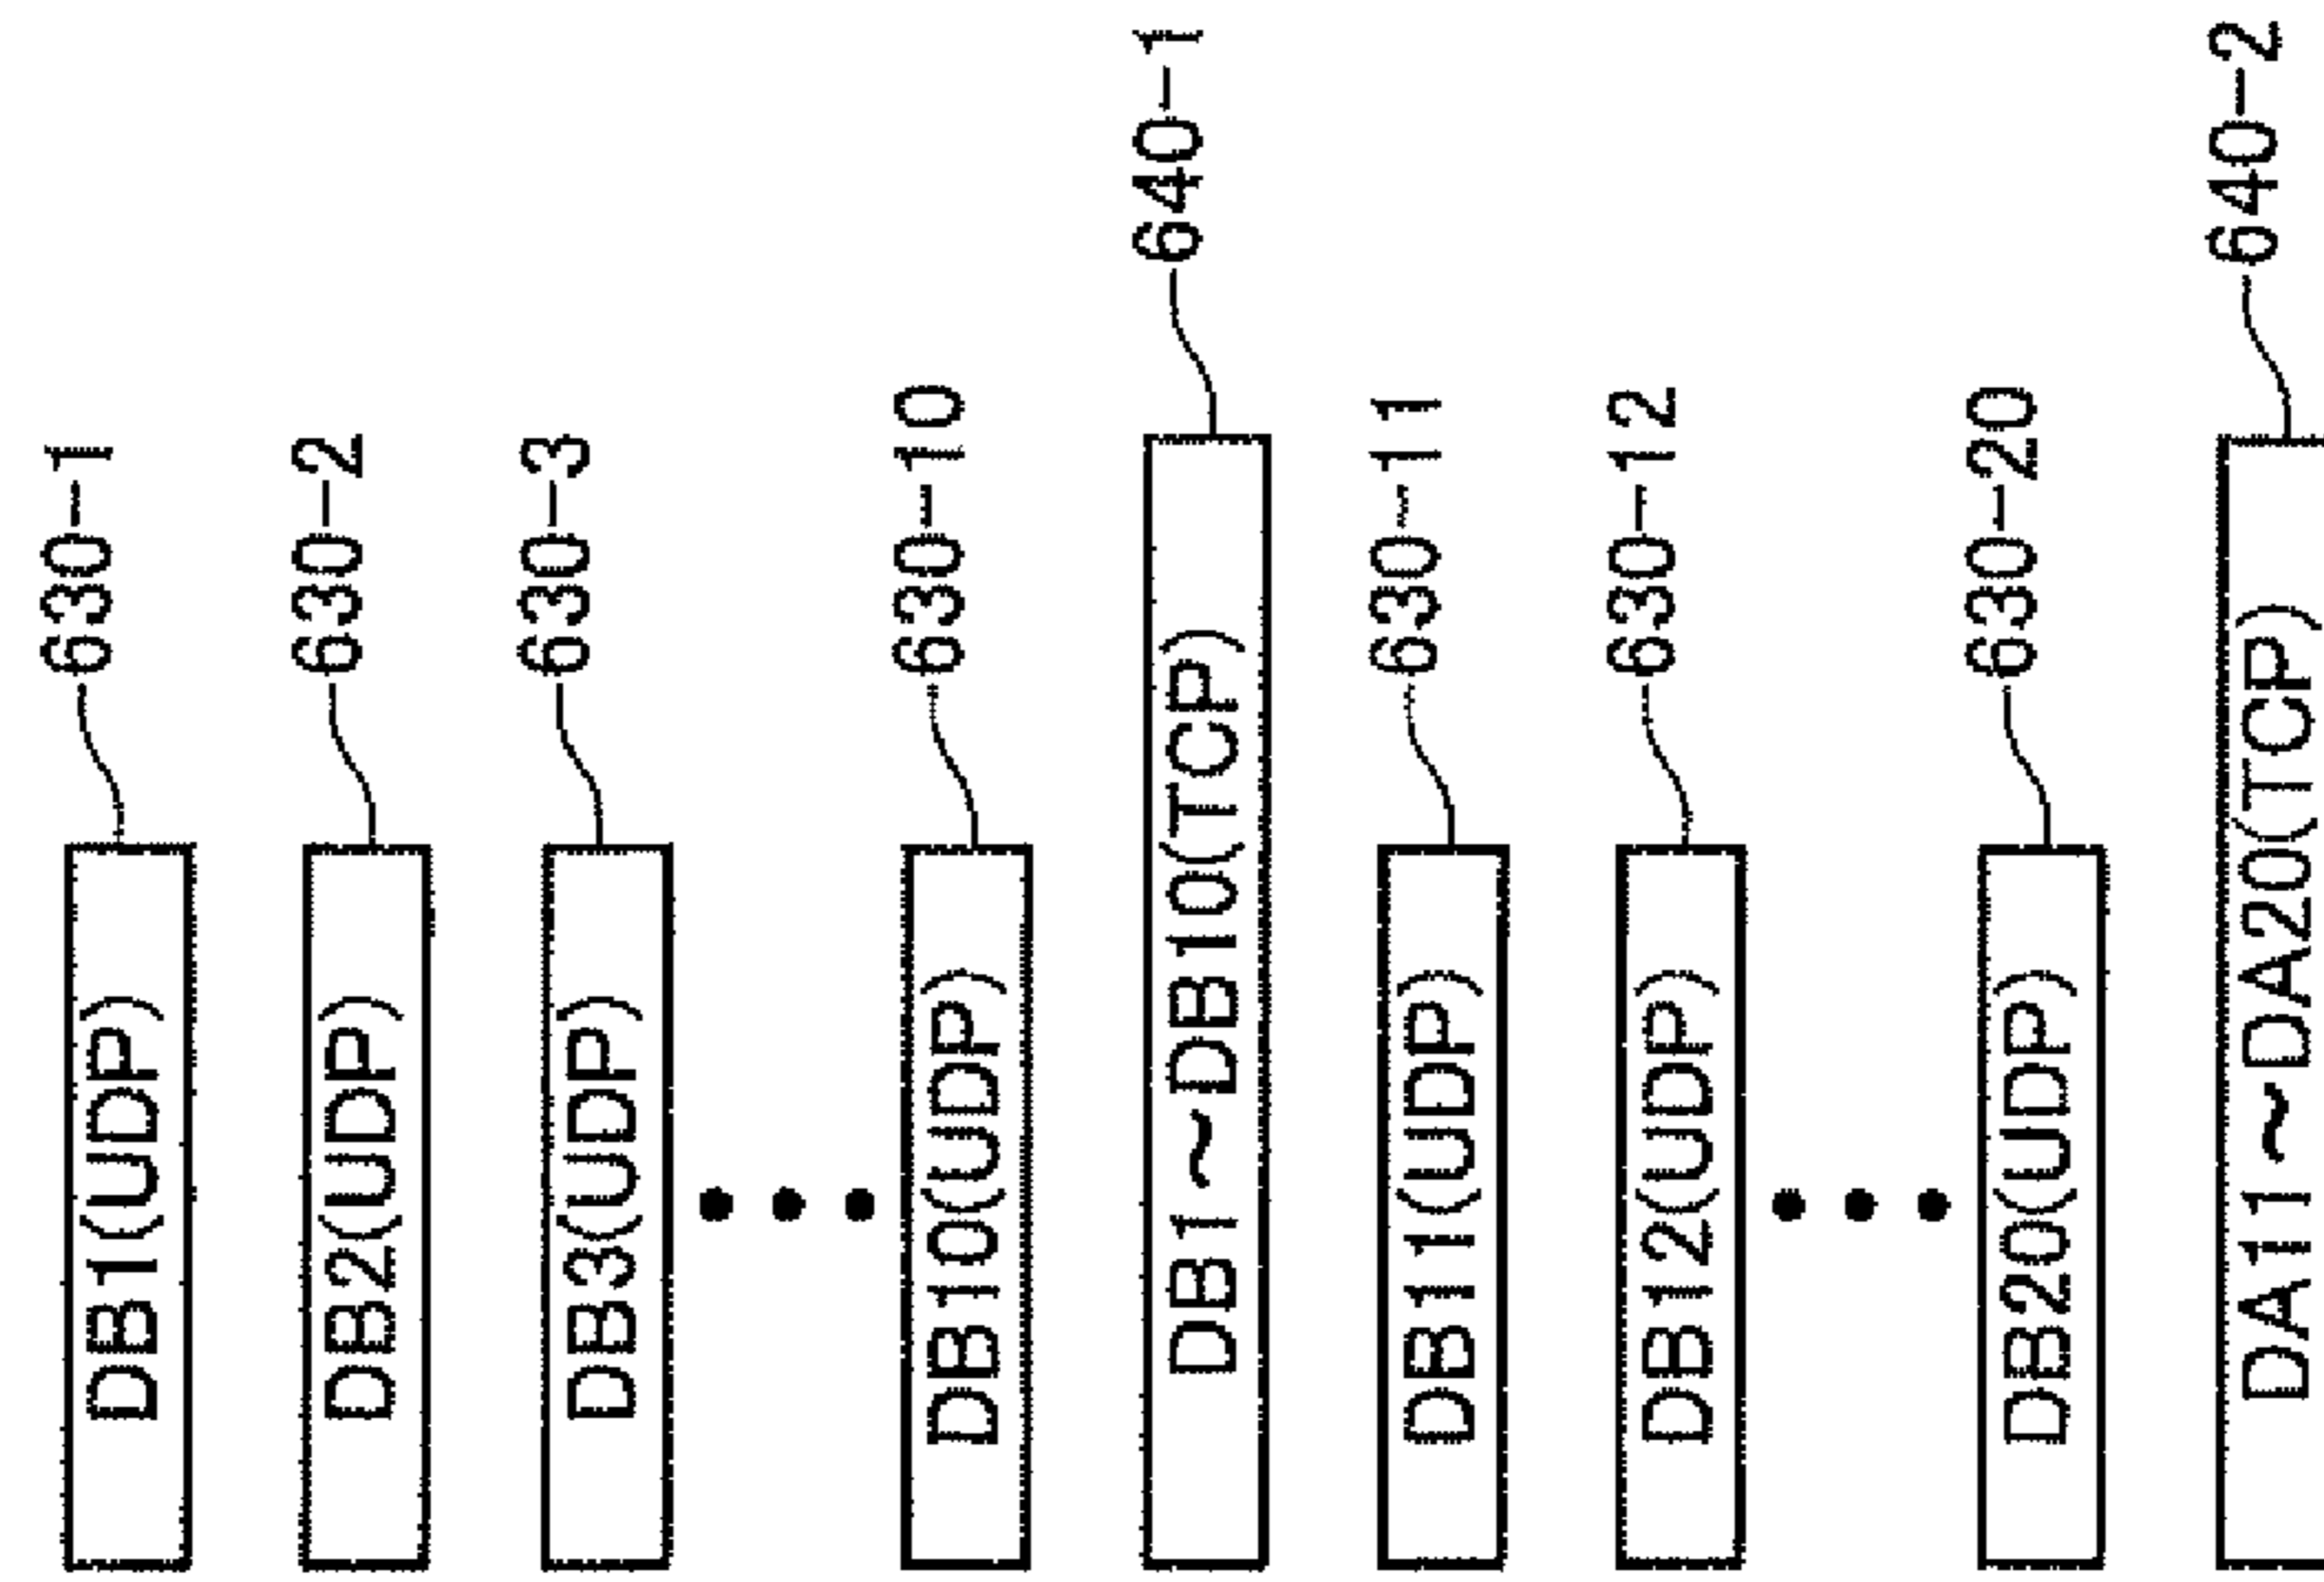 DB1(UDP) 630-1
DB2(UDP) 630-2
DB3(UDP) 630-3
DB10(UDP) 630-10
DB1~DB10(TCP) 640-1
DB11(UDP) 630-11
DB12(UDP) 630-12
DB20(UDP) 630-20
DA11~DA20(TCP) 640-2